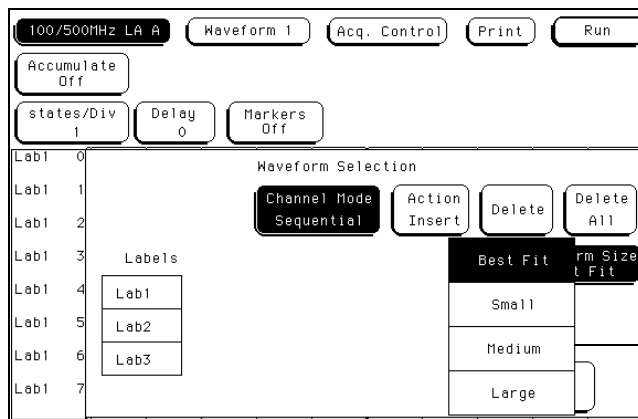 100/500MHz LA A Waveform 1 Acq. Control Print Run
Accumulate
Off
states/Div
1
Delay
0
Markers
Off
Lab1 0
Lab1 1
Lab1 2
Lab1 3
Lab1 4
Lab1 5
Lab1 6
Lab1 7
Waveform Selection
Channel Mode
Sequential
Action
Insert
Delete
Delete
All
Labels
Lab1
Lab2
Lab3
Best Fit
Small
Medium
Large
rm Size
t Fit